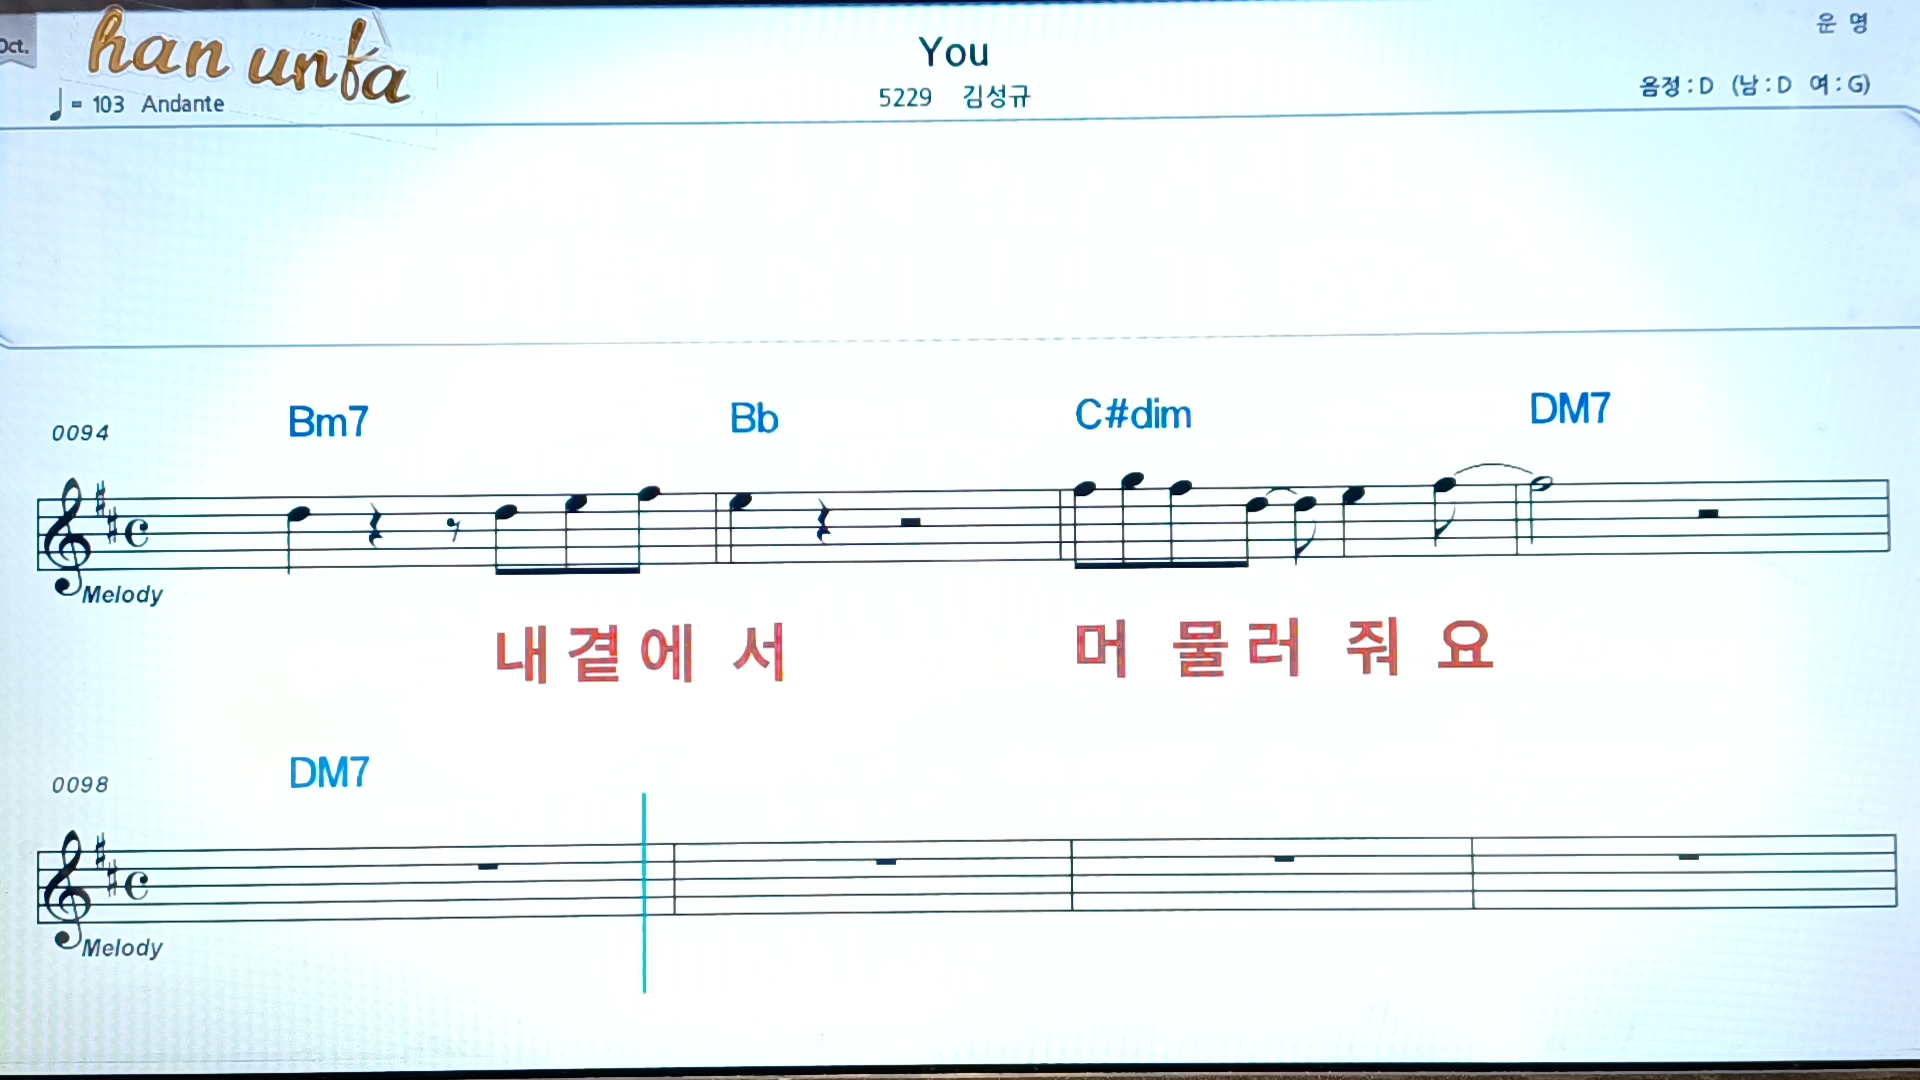 Oct.
han unfa
운 명
You
= 103 Andante
5229 김성규
음정:D (남:D 여:G)
Bm7 Bb C#dim DM7
0094
Melody
내 곁 에 서 머 물 러 줘 요
DM7
0098
Melody